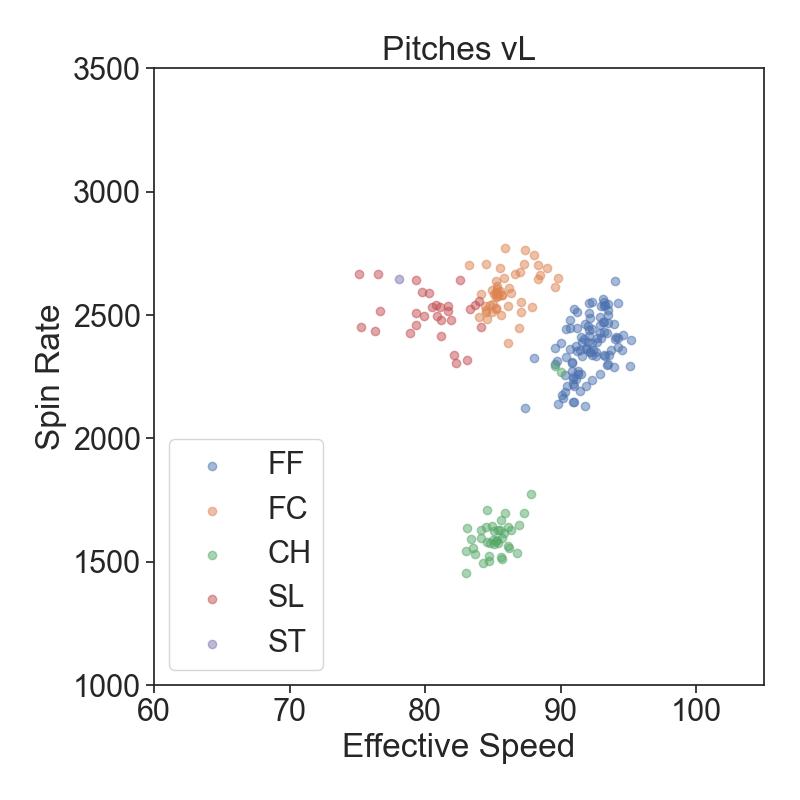 Pitches vL
3500
3000
2500
2000
1500
1000
Spin Rate
FF
FC
CH
SL
ST
60 70 80 90 100
Effective Speed